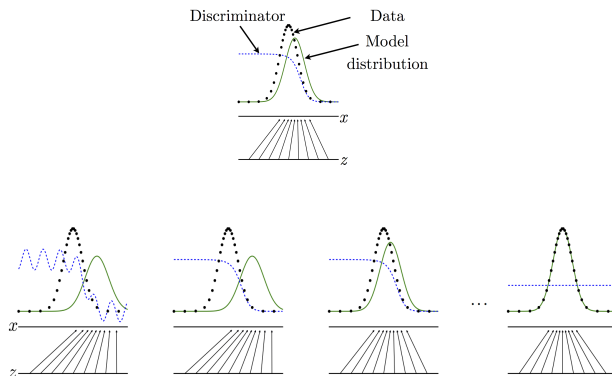 Discriminator
Data
Model
distribution
x
z
...
x
z